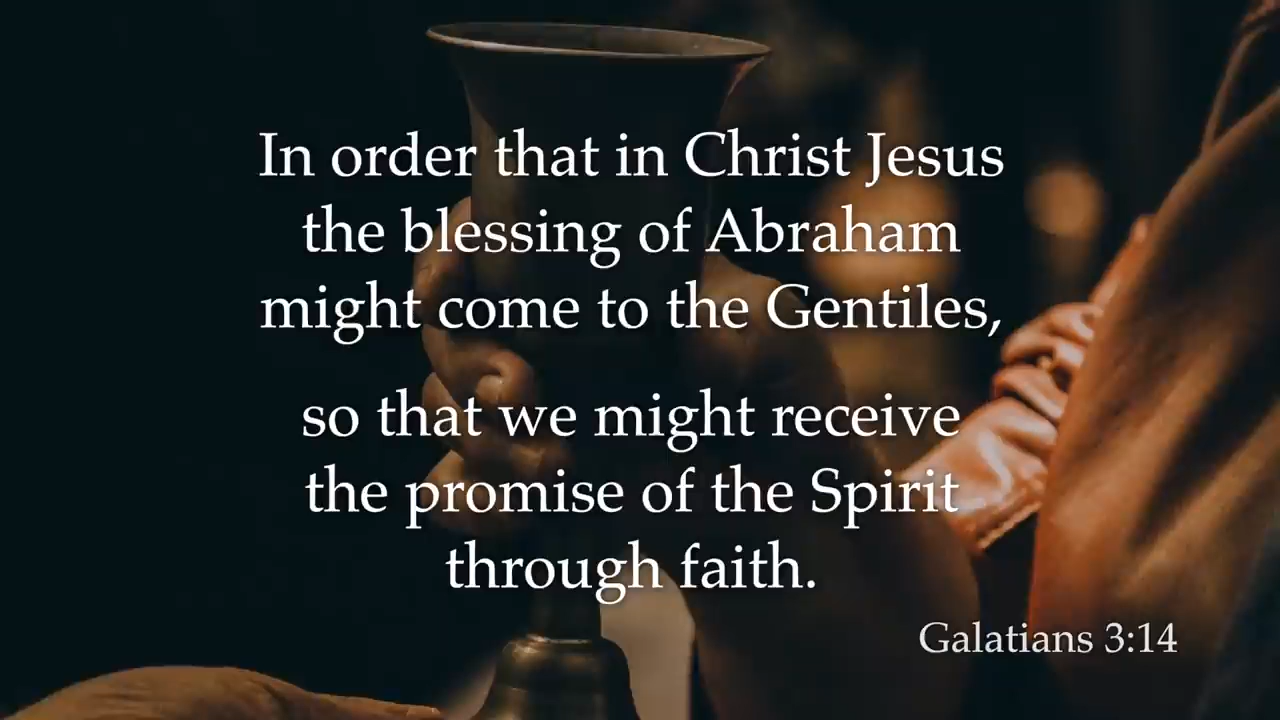 In order that in Christ Jesus
the blessing of Abraham
might come to the Gentiles,
so that we might receive
the promise of the Spirit
through faith.
Galatians 3:14